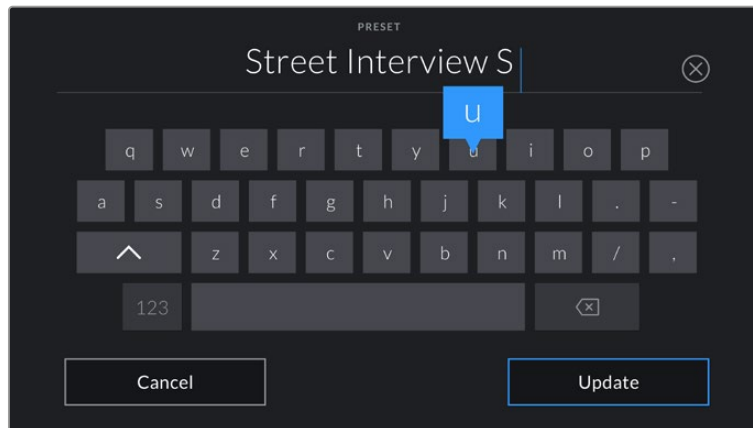 PRESET
Street Interview S
u
q w e r t y u i o p
a s d f g h j k l . -
z x c v b n m / ,
123
Cancel Update